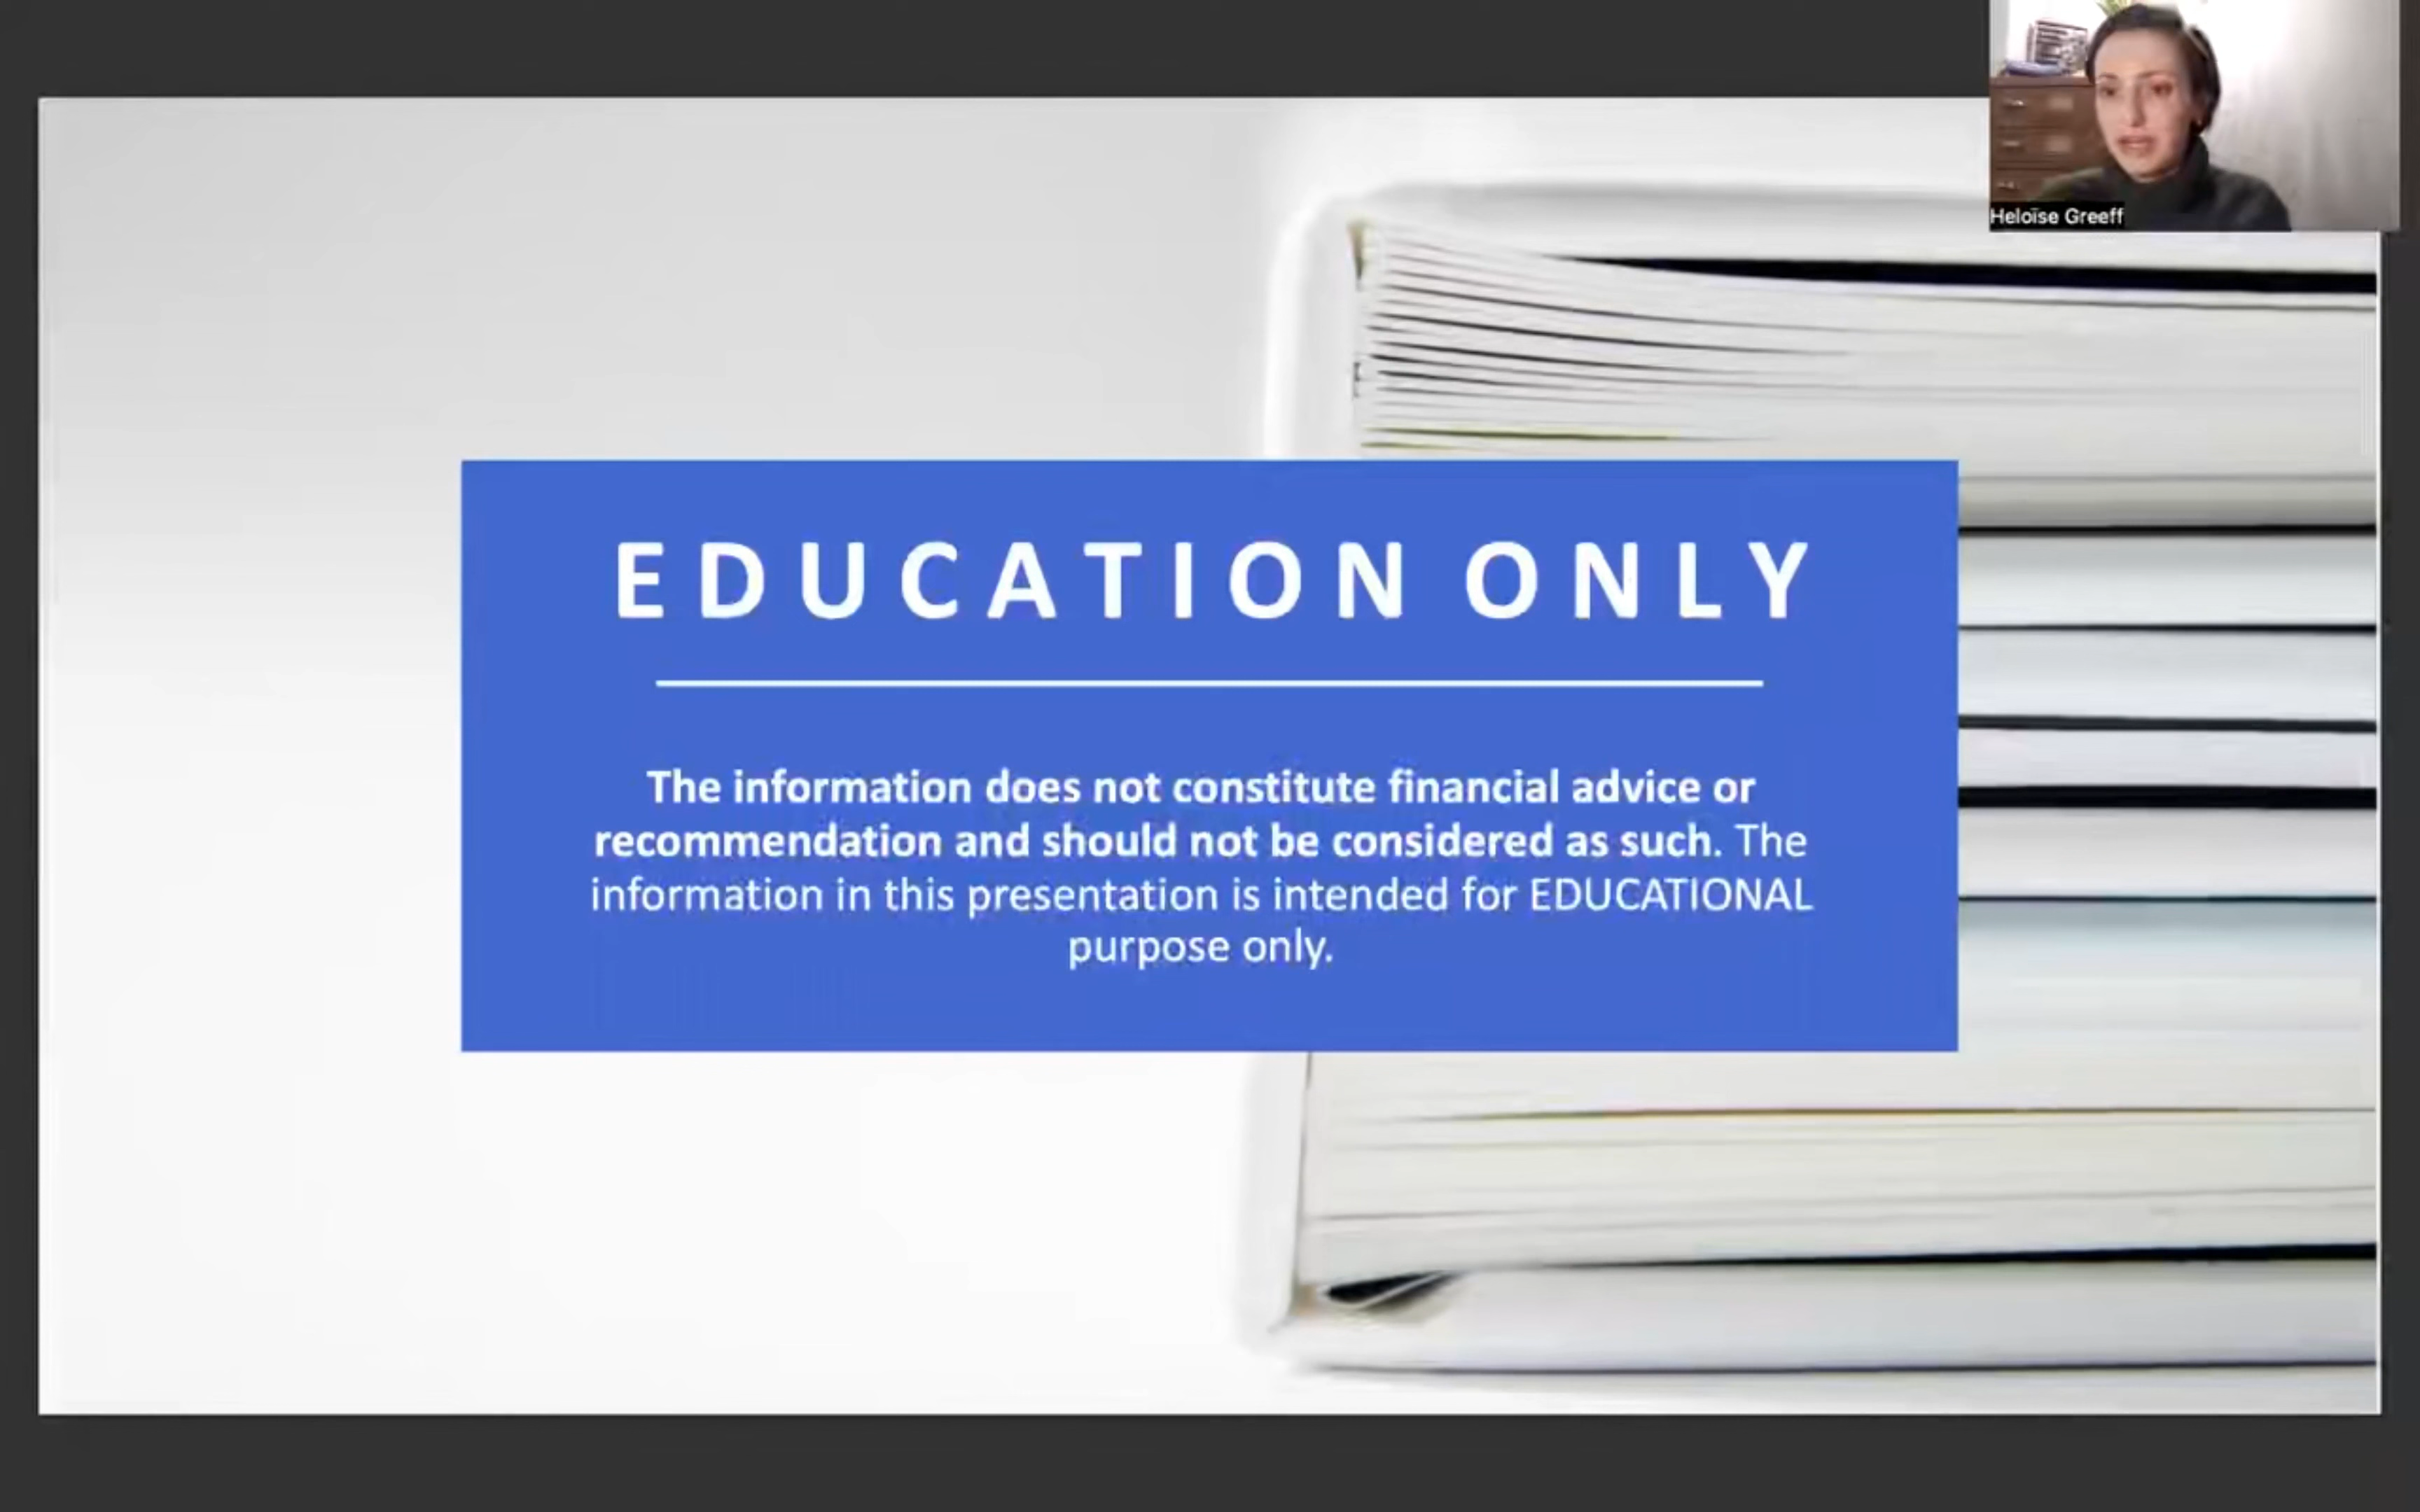 Heloïse Greeff
EDUCATION ONLY
The information does not constitute financial advice or
recommendation and should not be considered as such. The
information in this presentation is intended for EDUCATIONAL
purpose only.